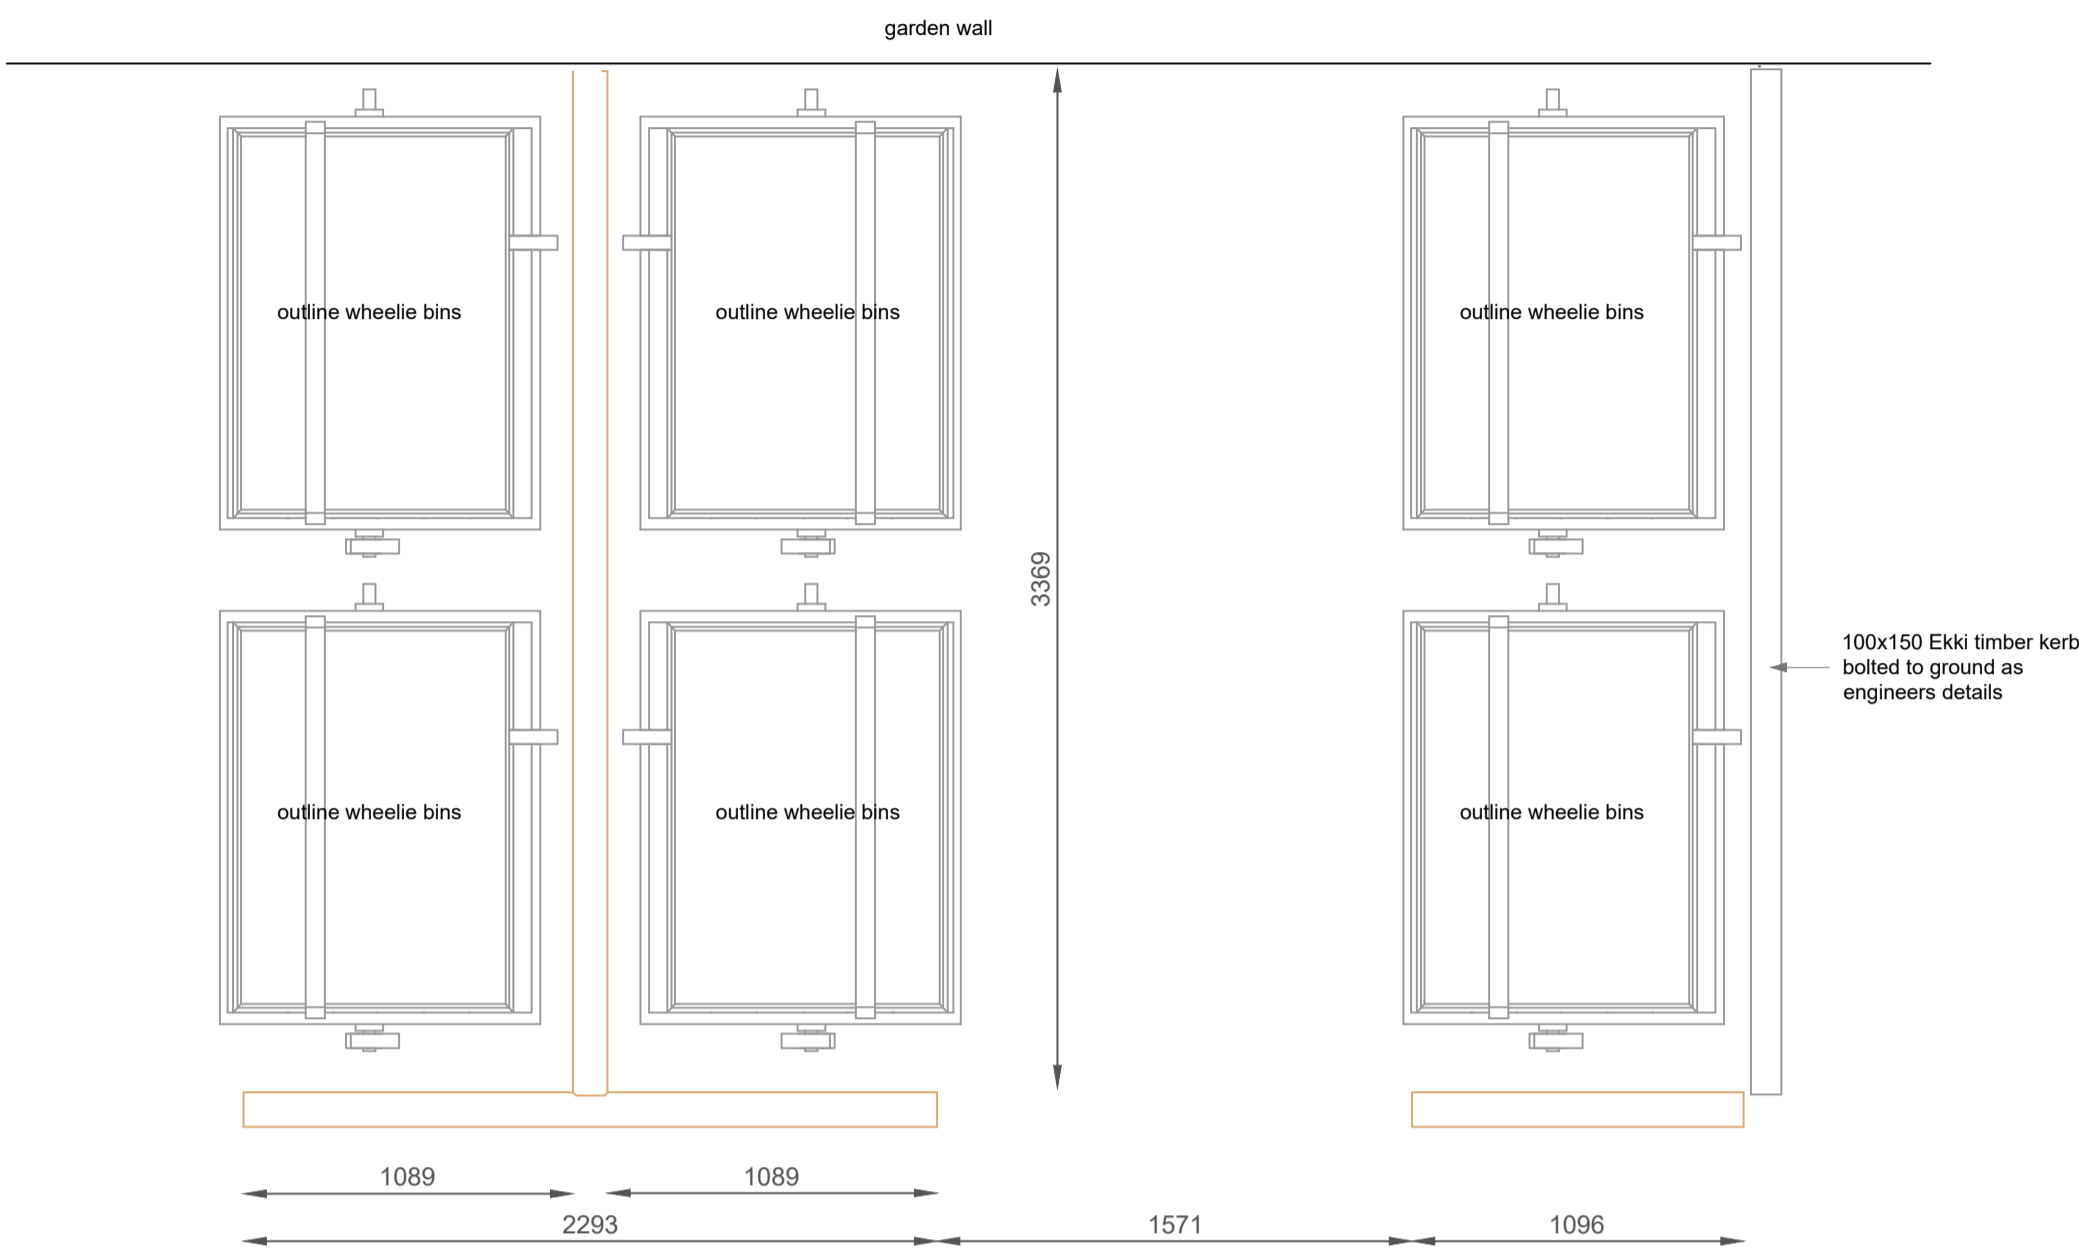 garden wall
outline wheelie bins
outline wheelie bins
outline wheelie bins
3369
100x150 Ekki timber kerb
bolted to ground as
engineers details
outline wheelie bins
outline wheelie bins
outline wheelie bins
1089
1089
2293
1571
1096